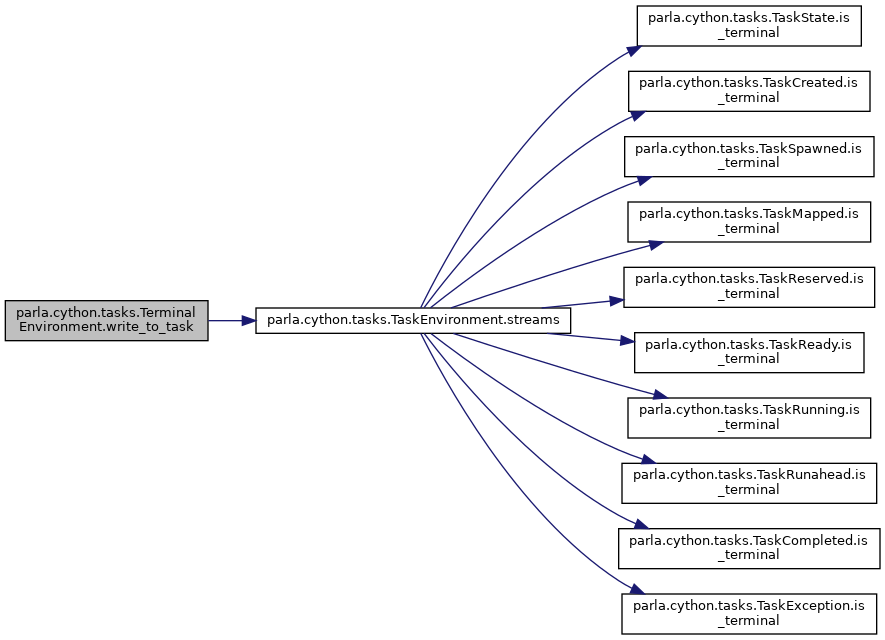 parla.cython.tasks.Terminal
Environment.write_to_task
parla.cython.tasks.TaskEnvironment.streams
parla.cython.tasks.TaskState.is
_terminal
parla.cython.tasks.TaskCreated.is
_terminal
parla.cython.tasks.TaskSpawned.is
_terminal
parla.cython.tasks.TaskMapped.is
_terminal
parla.cython.tasks.TaskReserved.is
_terminal
parla.cython.tasks.TaskReady.is
_terminal
parla.cython.tasks.TaskRunning.is
_terminal
parla.cython.tasks.TaskRunahead.is
_terminal
parla.cython.tasks.TaskCompleted.is
_terminal
parla.cython.tasks.TaskException.is
_terminal